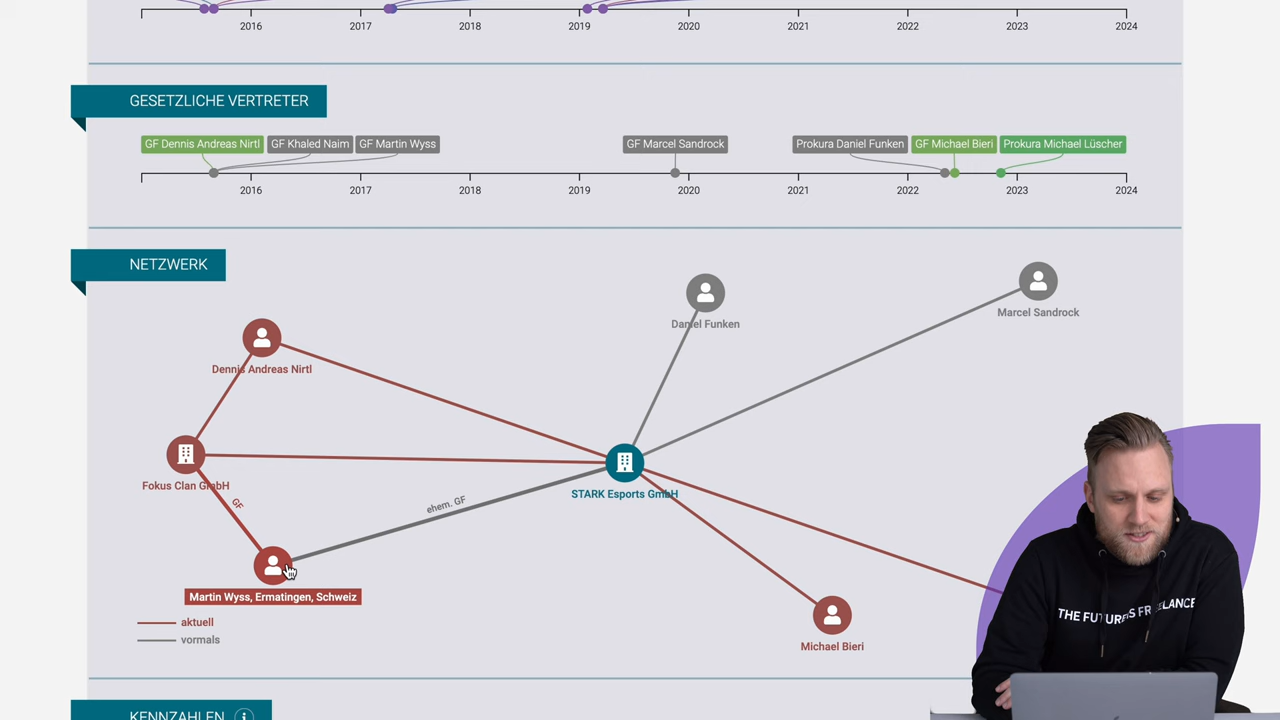 2016 2017 2018 2019 2020 2021 2022 2023 2024
GESETZLICHE VERTRETER
GF Dennis Andreas Nirtl GF Khaled Naim GF Martin Wyss GF Marcel Sandrock Prokura Daniel Funken GF Michael Bieri Prokura Michael Lüscher
2016 2017 2018 2019 2020 2021 2022 2023 2024
NETZWERK
Daniel Funken
Marcel Sandrock
Dennis Andreas Nirtl
Fokus Clan GmbH
STARK Esports GmbH
GF
ehem. GF
Martin Wyss, Ermatingen, Schweiz
aktuell
vormals
Michael Bieri
THE FUTURE IS FREELANCE
KENNZAHLEN i